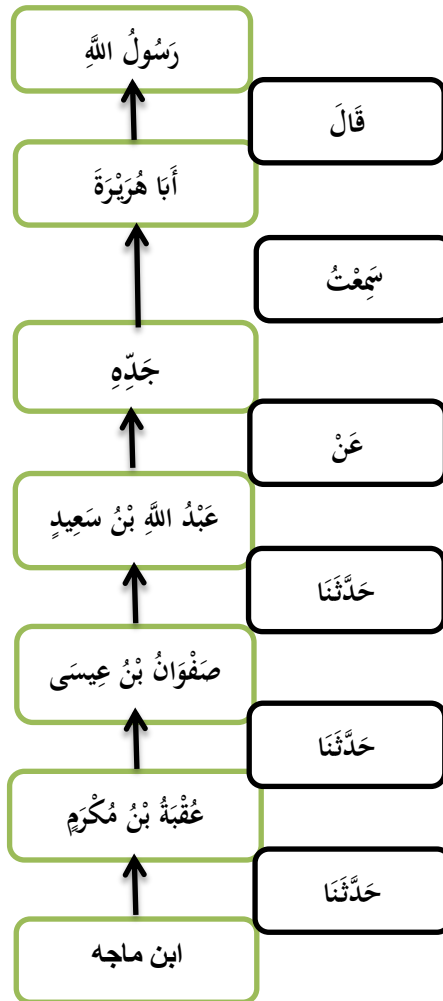 رَسُولُ اللَّهِ
قَالَ
أَبَا هُرَيْرَةَ
سَمِعْتُ
جَدِّهِ
عَنْ
عَبْدُ اللَّهِ بْنُ سَعِيدٍ
حَدَّثَنَا
صَفْوَانُ بْنُ عِيسَى
حَدَّثَنَا
عُقْبَةُ بْنُ مُكْرَمٍ
حَدَّثَنَا
ابن ماجه